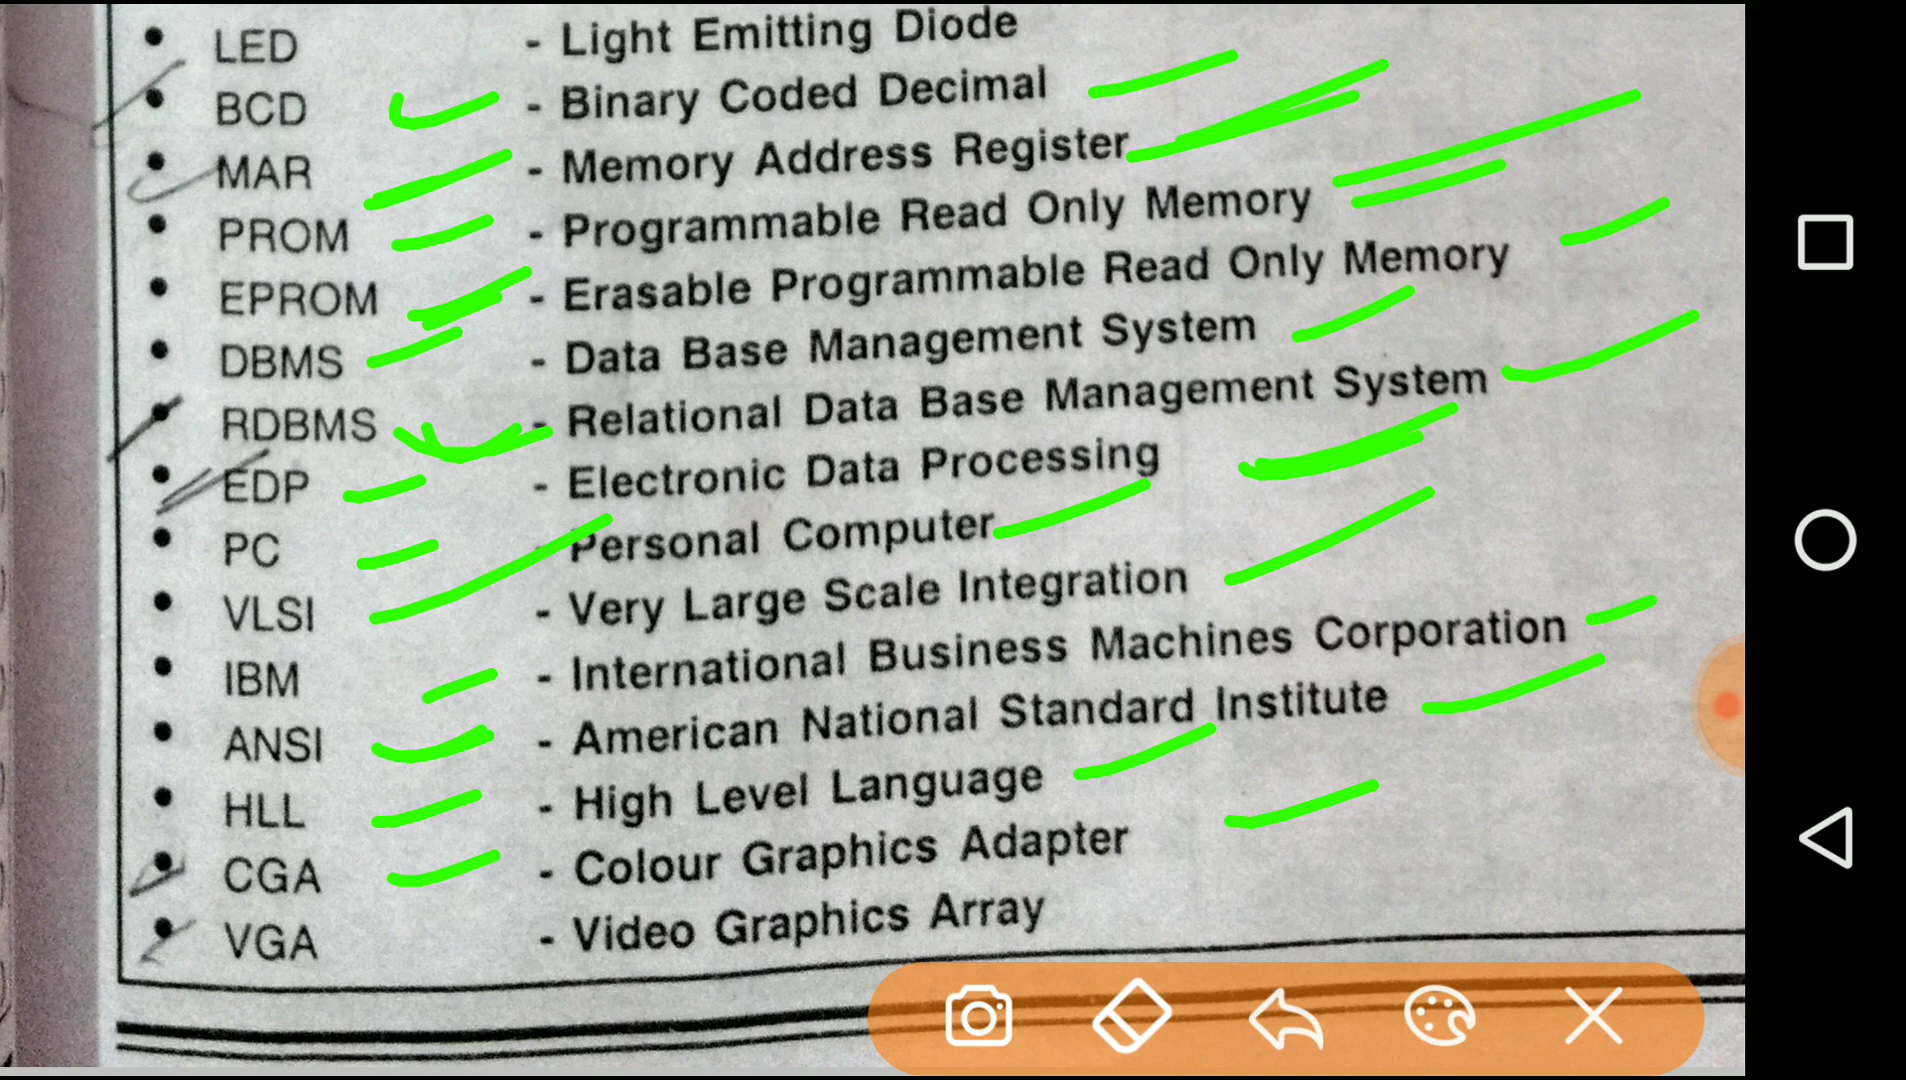 • LED - Light Emitting Diode
• BCD - Binary Coded Decimal
• MAR - Memory Address Register
• PROM - Programmable Read Only Memory
• EPROM - Erasable Programmable Read Only Memory
• DBMS - Data Base Management System
• RDBMS - Relational Data Base Management System
• EDP - Electronic Data Processing
• PC - Personal Computer
• VLSI - Very Large Scale Integration
• IBM - International Business Machines Corporation
• ANSI - American National Standard Institute
• HLL - High Level Language
• CGA - Colour Graphics Adapter
• VGA - Video Graphics Array